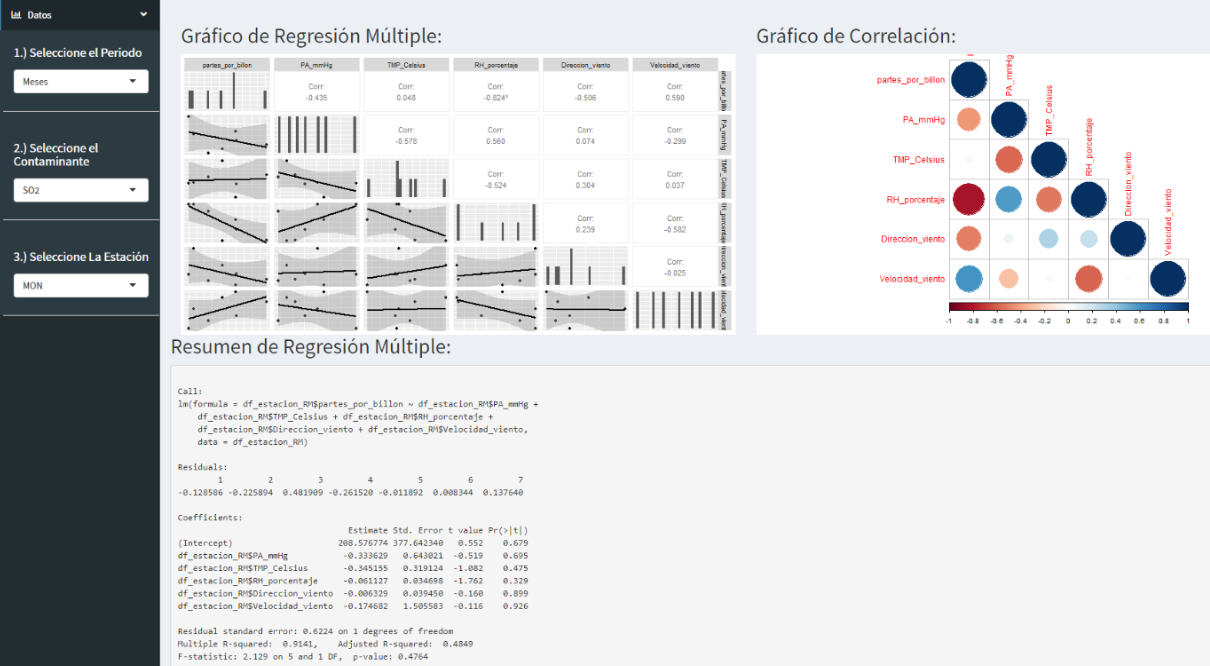 Datos
1.) Seleccione el Periodo
Meses
2.) Seleccione el
Contaminante
SO2
3.) Seleccione La Estación
MON
Gráfico de Regresión Múltiple:
partes_por_billon PA_mmHg TMP_Celsius RH_porcentaje Direccion_viento Velocidad_viento
Corr: Corr: Corr: Corr: Corr:
-0.435 0.048 -0.824* -0.506 0.590
Corr: Corr: Corr: Corr:
-0.578 0.560 0.074 -0.299
PA_mmHg
Corr: Corr: Corr:
-0.524 0.304 0.037
TMP_Celsius
Corr: Corr:
0.239 -0.582
Corr:
-0.025
Gráfico de Correlación:
PA_mmHg
TMP_Celsius
RH_porcentaje
Direccion_viento
Velocidad_viento
partes_por_billon
PA_mmHg
TMP_Celsius
RH_porcentaje
Direccion_viento
Velocidad_viento
-1 -0.8 -0.6 -0.4 -0.2 0 0.2 0.4 0.6 0.8 1
Resumen de Regresión Múltiple:
Call:
lm(formula = df_estacion_RM$partes_por_billon ~ df_estacion_RM$PA_mmHg +
df_estacion_RM$TMP_Celsius + df_estacion_RM$RH_porcentaje +
df_estacion_RM$Direccion_viento + df_estacion_RM$Velocidad_viento,
data = df_estacion_RM)
Residuals:
1 2 3 4 5 6 7
-0.128586 -0.225894 0.481909 -0.261520 -0.011892 0.008344 0.137640
Coefficients:
Estimate Std. Error t value Pr(>|t|)
(Intercept) 208.576774 377.642340 0.552 0.679
df_estacion_RM$PA_mmHg -0.333629 0.643021 -0.519 0.695
df_estacion_RM$TMP_Celsius -0.345155 0.319124 -1.082 0.475
df_estacion_RM$RH_porcentaje -0.061127 0.034698 -1.762 0.329
df_estacion_RM$Direccion_viento -0.006329 0.039450 -0.160 0.899
df_estacion_RM$Velocidad_viento -0.174682 1.505583 -0.116 0.926
Residual standard error: 0.6224 on 1 degrees of freedom
Multiple R-squared: 0.9141, Adjusted R-squared: 0.4849
F-statistic: 2.129 on 5 and 1 DF, p-value: 0.4764